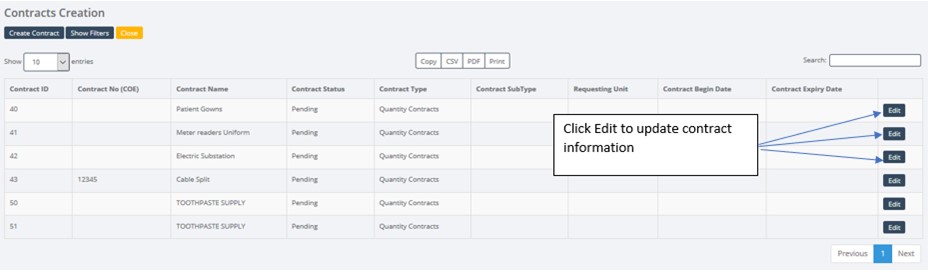 Contracts Creation
Create Contract Show Filters Close
Show 10 entries Copy CSV PDF Print Search:
Contract ID Contract No (COE) Contract Name Contract Status Contract Type Contract SubType Requesting Unit Contract Begin Date Contract Expiry Date
40 Patient Gowns Pending Quantity Contracts Edit
41 Meter readers Uniform Pending Quantity Contracts Edit
42 Electric Substation Pending Quantity Contracts Edit
Click Edit to update contract
information
43 12345 Cable Split Pending Quantity Contracts Edit
50 TOOTHPASTE SUPPLY Pending Quantity Contracts Edit
51 TOOTHPASTE SUPPLY Pending Quantity Contracts Edit
Previous 1 Next